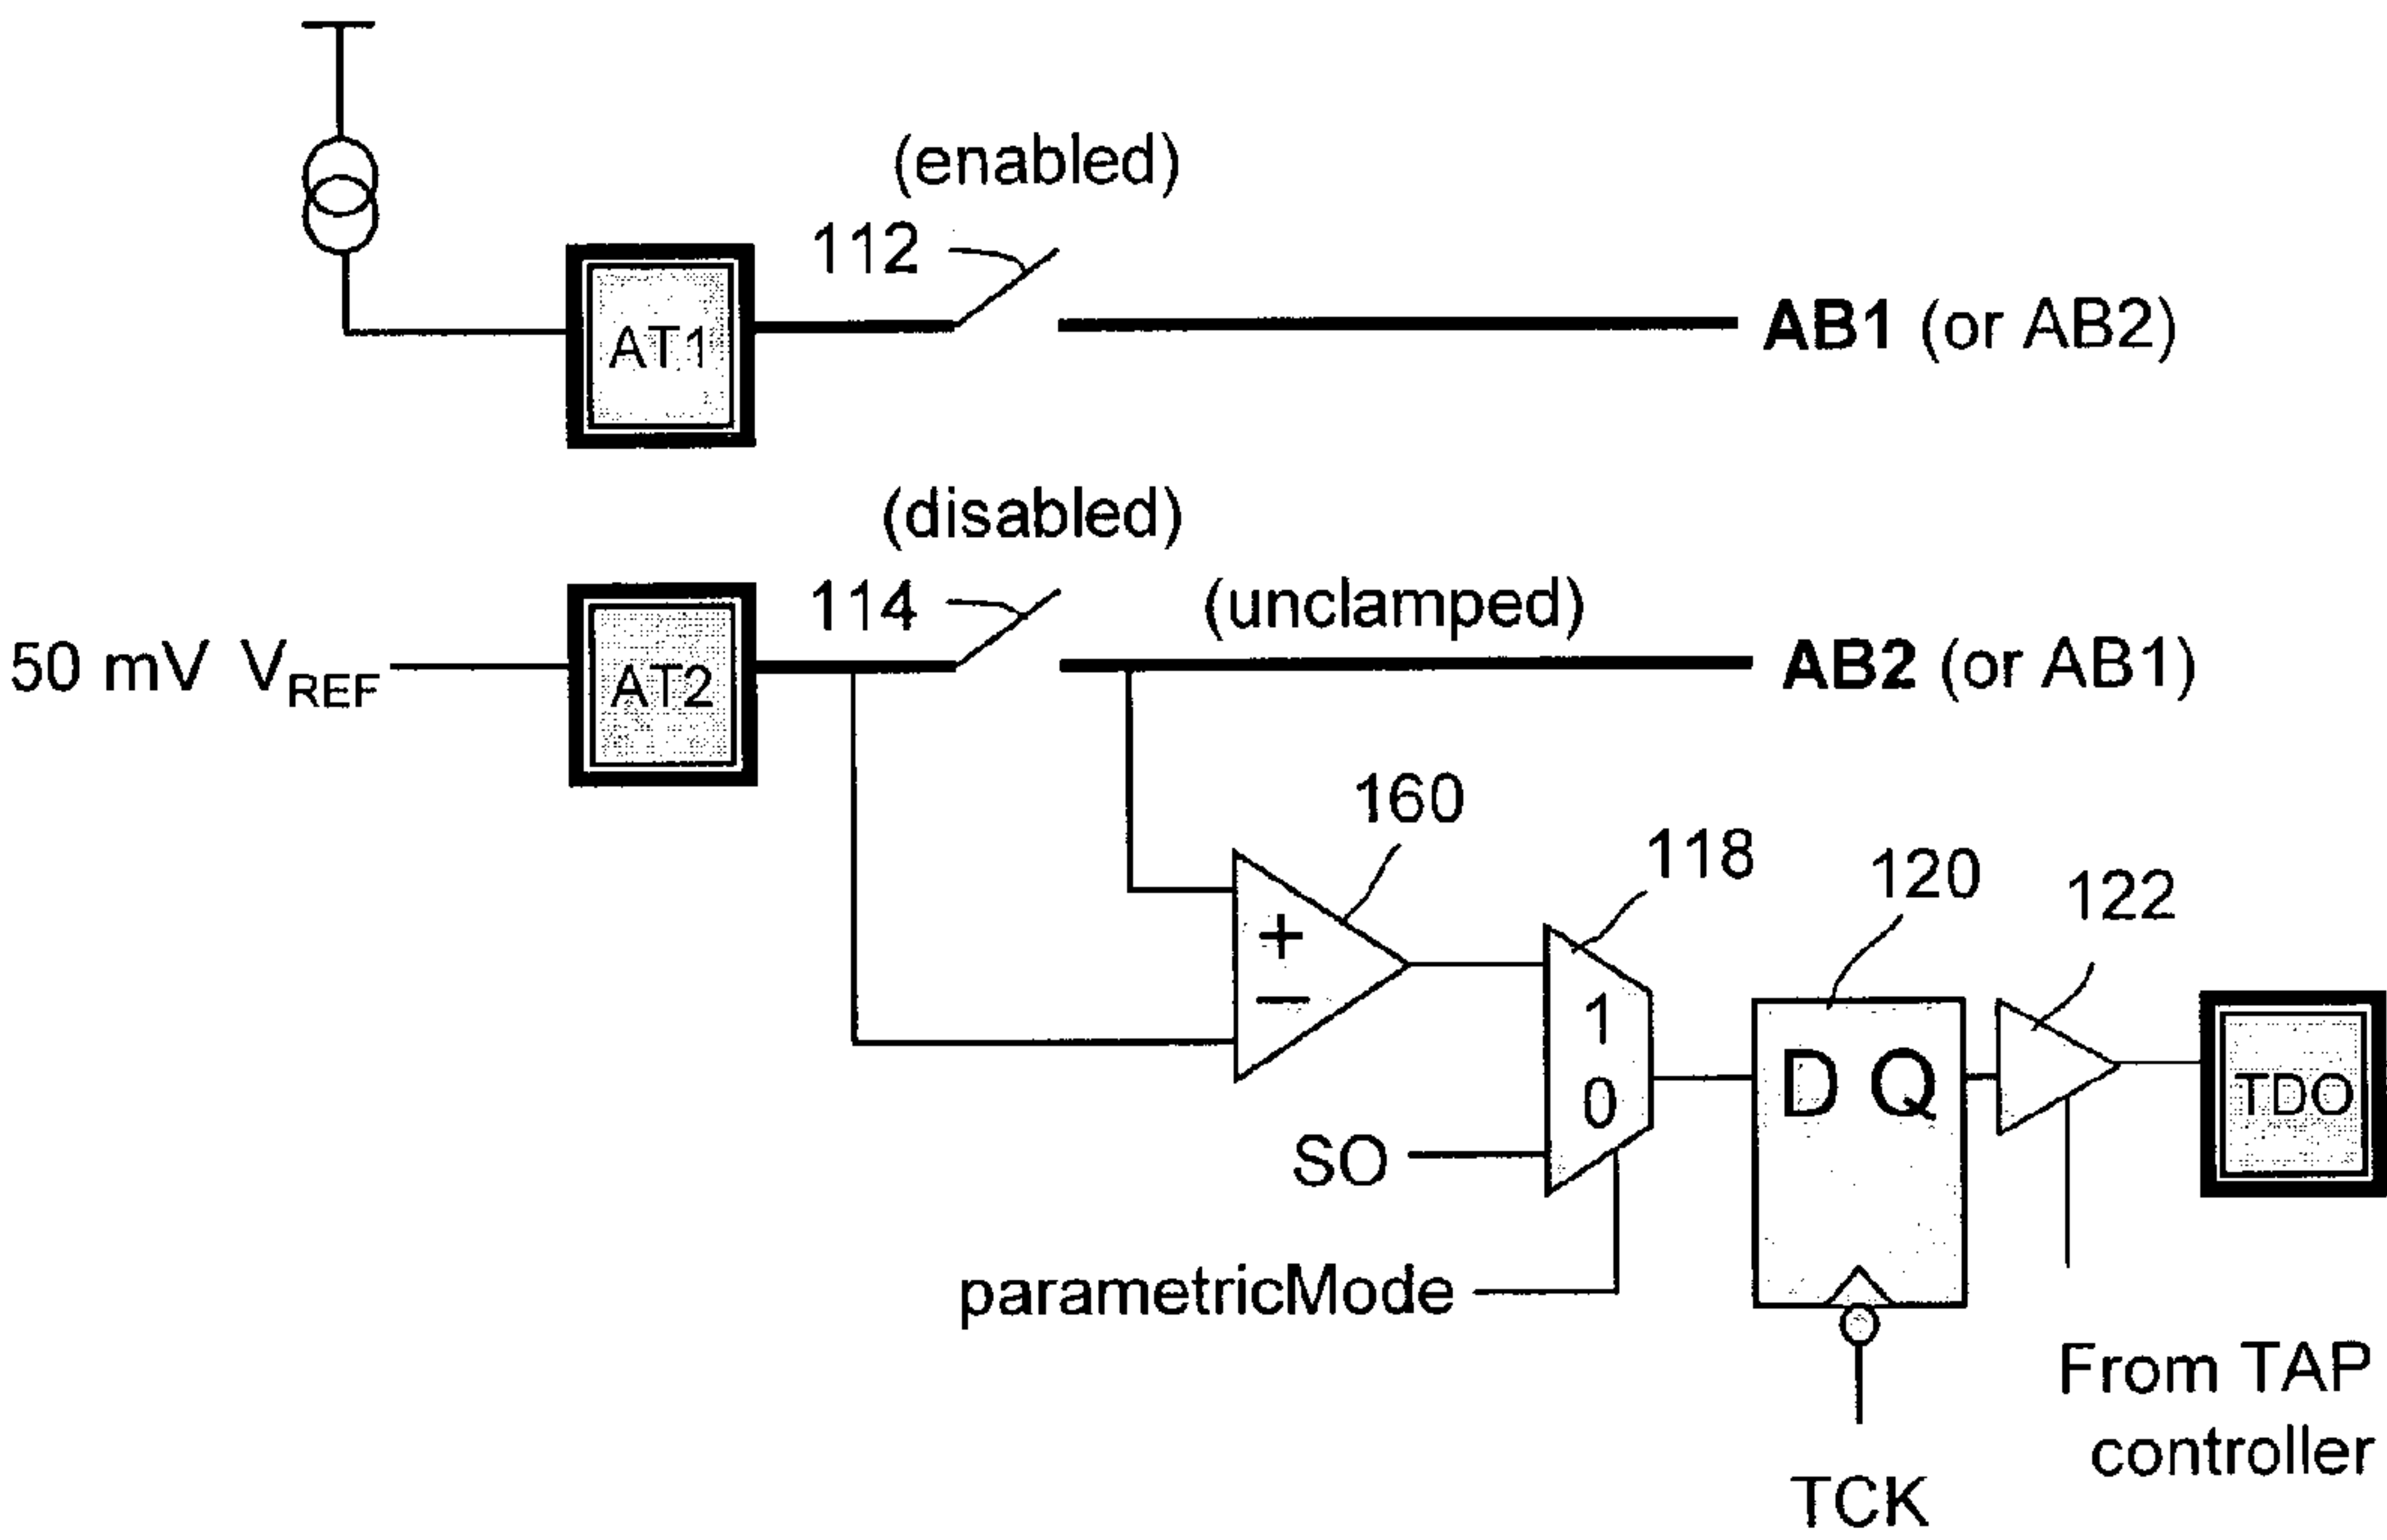 (enabled)
112
AT1
AB1 (or AB2)
(disabled)
114
(unclamped)
50 mV VREF
AT2
AB2 (or AB1)
160
118
120
122
+
−
1
0
D Q
TDO
SO
parametricMode
From TAP
controller
TCK